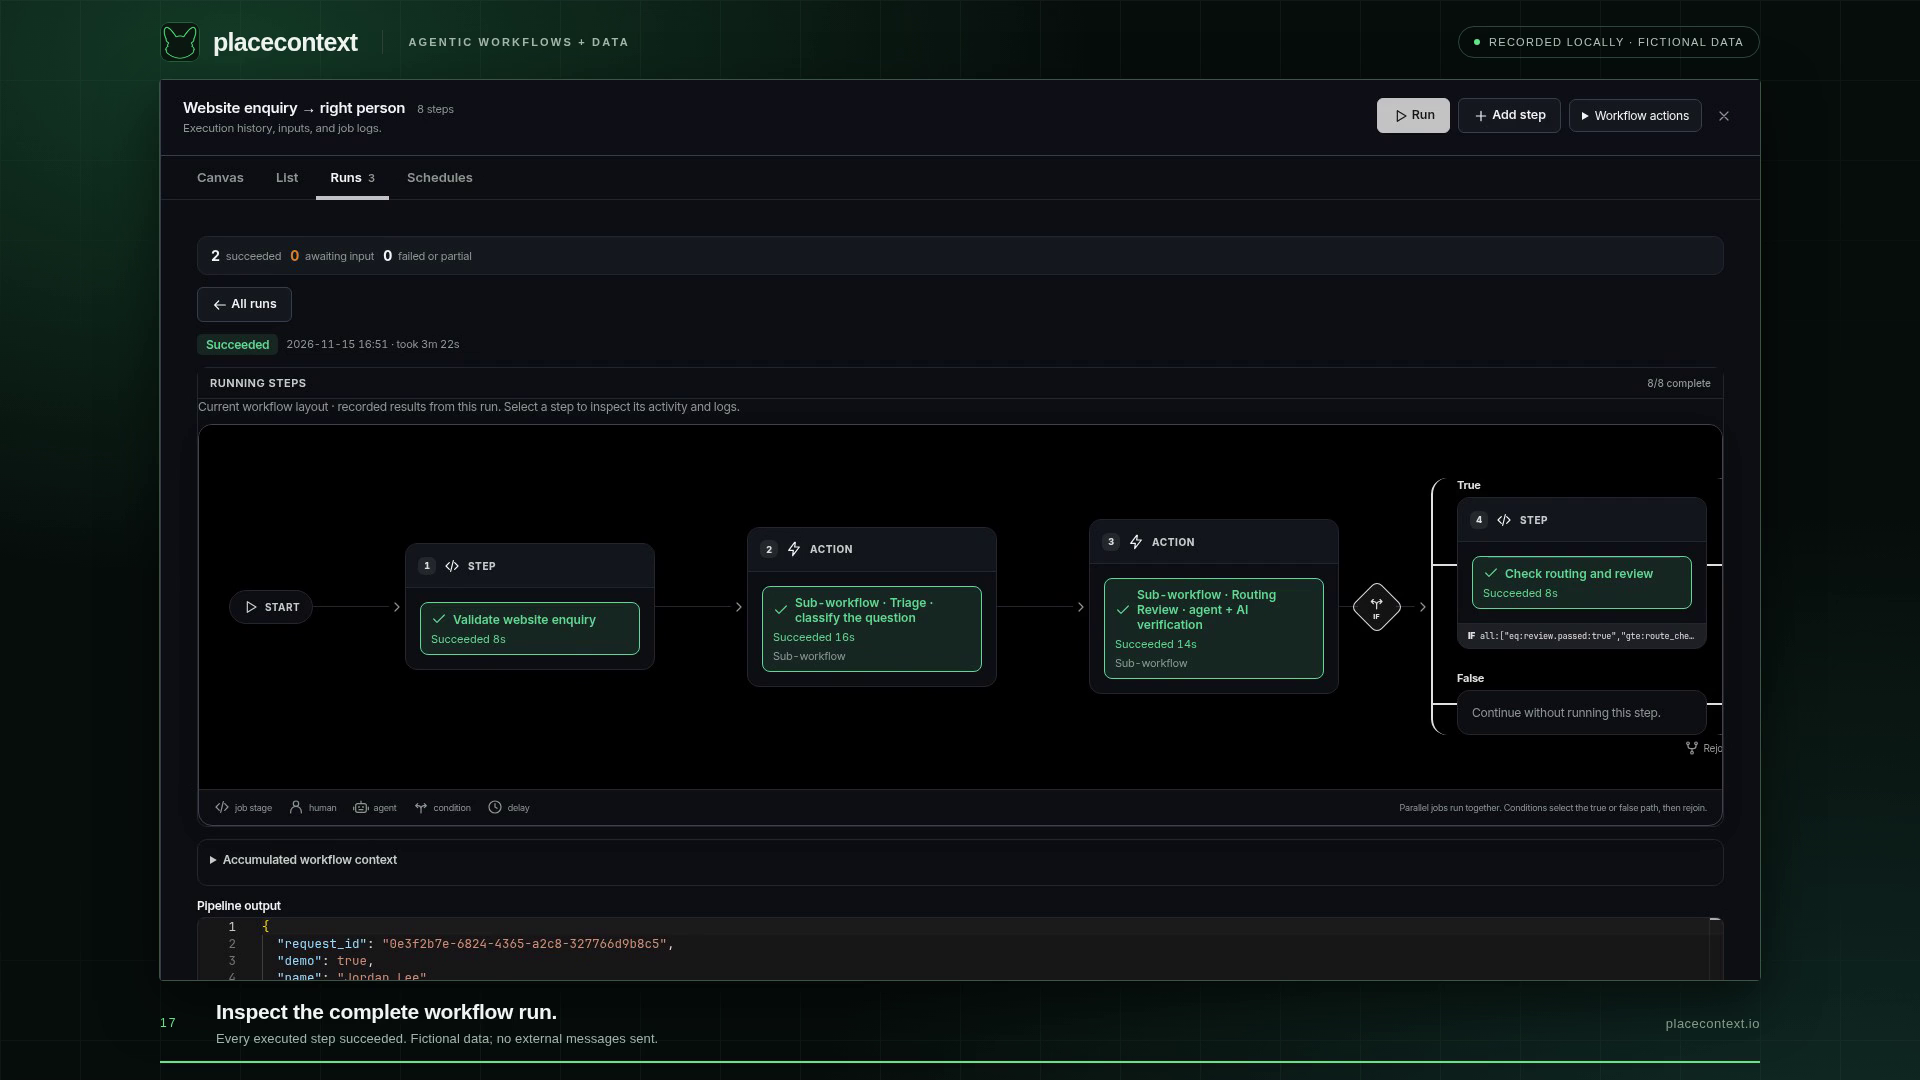 placecontext
AGENTIC WORKFLOWS + DATA
RECORDED LOCALLY · FICTIONAL DATA
Website enquiry → right person 8 steps
Execution history, inputs, and job logs.
Run
Add step
Workflow actions
Canvas
List
Runs 3
Schedules
2 succeeded 0 awaiting input 0 failed or partial
← All runs
Succeeded 2026-11-15 16:51 · took 3m 22s
RUNNING STEPS
8/8 complete
Current workflow layout · recorded results from this run. Select a step to inspect its activity and logs.
START
1 STEP
Validate website enquiry
Succeeded 8s
2 ACTION
Sub-workflow · Triage ·
classify the question
Succeeded 16s
Sub-workflow
3 ACTION
Sub-workflow · Routing
Review · agent + AI
verification
Succeeded 14s
Sub-workflow
IF
True
4 STEP
Check routing and review
Succeeded 8s
IF all:["eq:review.passed:true","gte:route_che…
False
Continue without running this step.
Rejo
job stage
human
agent
condition
delay
Parallel jobs run together. Conditions select the true or false path, then rejoin.
Accumulated workflow context
Pipeline output
1 {
2 "request_id": "0e3f2b7e-6824-4365-a2c8-327766d9b8c5",
3 "demo": true,
4 "name": "Jordan Lee"
17
Inspect the complete workflow run.
Every executed step succeeded. Fictional data; no external messages sent.
placecontext.io